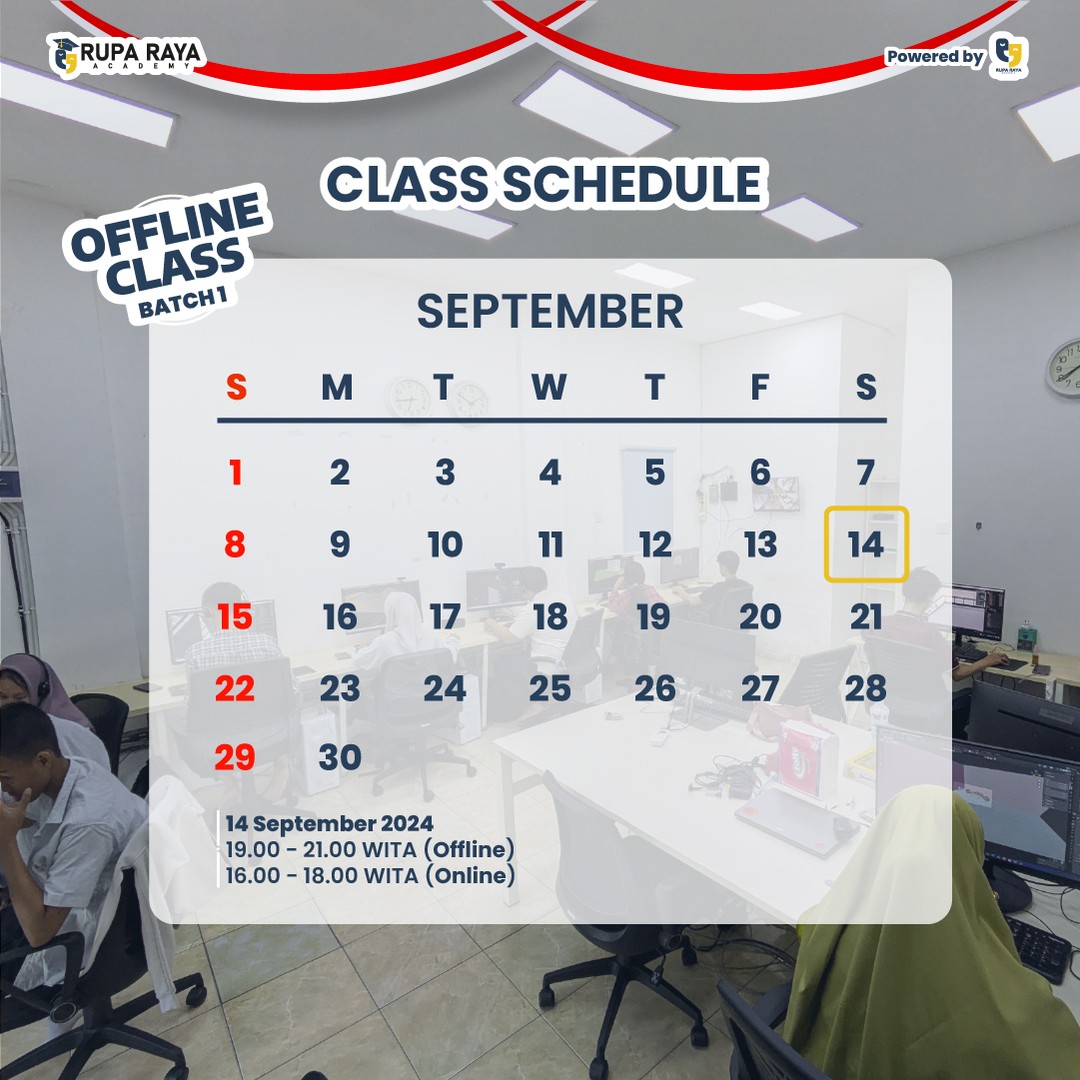 RUPA RAYA
ACADEMY
Powered by
RUPA RAYA
CLASS SCHEDULE
OFFLINE
CLASS
BATCH 1
SEPTEMBER
S M T W T F S
1 2 3 4 5 6 7
8 9 10 11 12 13 14
15 16 17 18 19 20 21
22 23 24 25 26 27 28
29 30
14 September 2024
19.00 - 21.00 WITA (Offline)
16.00 - 18.00 WITA (Online)